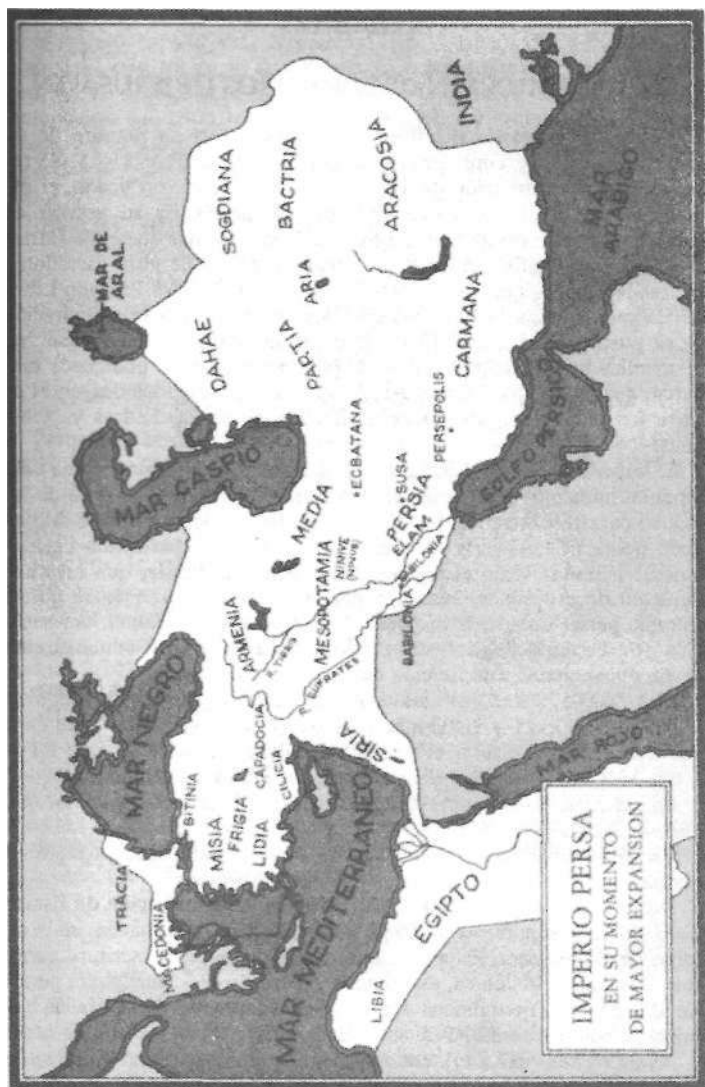 TRACIA
MACEDONIA
MAR NEGRO
BITINIA
MISIA
FRIGIA
LIDIA
CAPADOCIA
CILICIA
MAR MEDITERRANEO
LIBIA
EGIPTO
SIRIA
MAR ROJO
ARMENIA
R. TIGRIS
R. EUFRATES
MESOPOTAMIA
NINIVE
(NINUS)
MEDIA
MAR CASPIO
MAR DE
ARAL
BABILONIA
BABILONIA
ELAM
PERSIA
SUSA
ECBATANA
PERSEPOLIS
GOLFO PERSICO
DAHAE
PARTIA
ARIA
CARMANA
SOGDIANA
BACTRIA
ARACOSIA
INDIA
MAR
ARABIGO
IMPERIO PERSA
EN SU MOMENTO
DE MAYOR EXPANSION